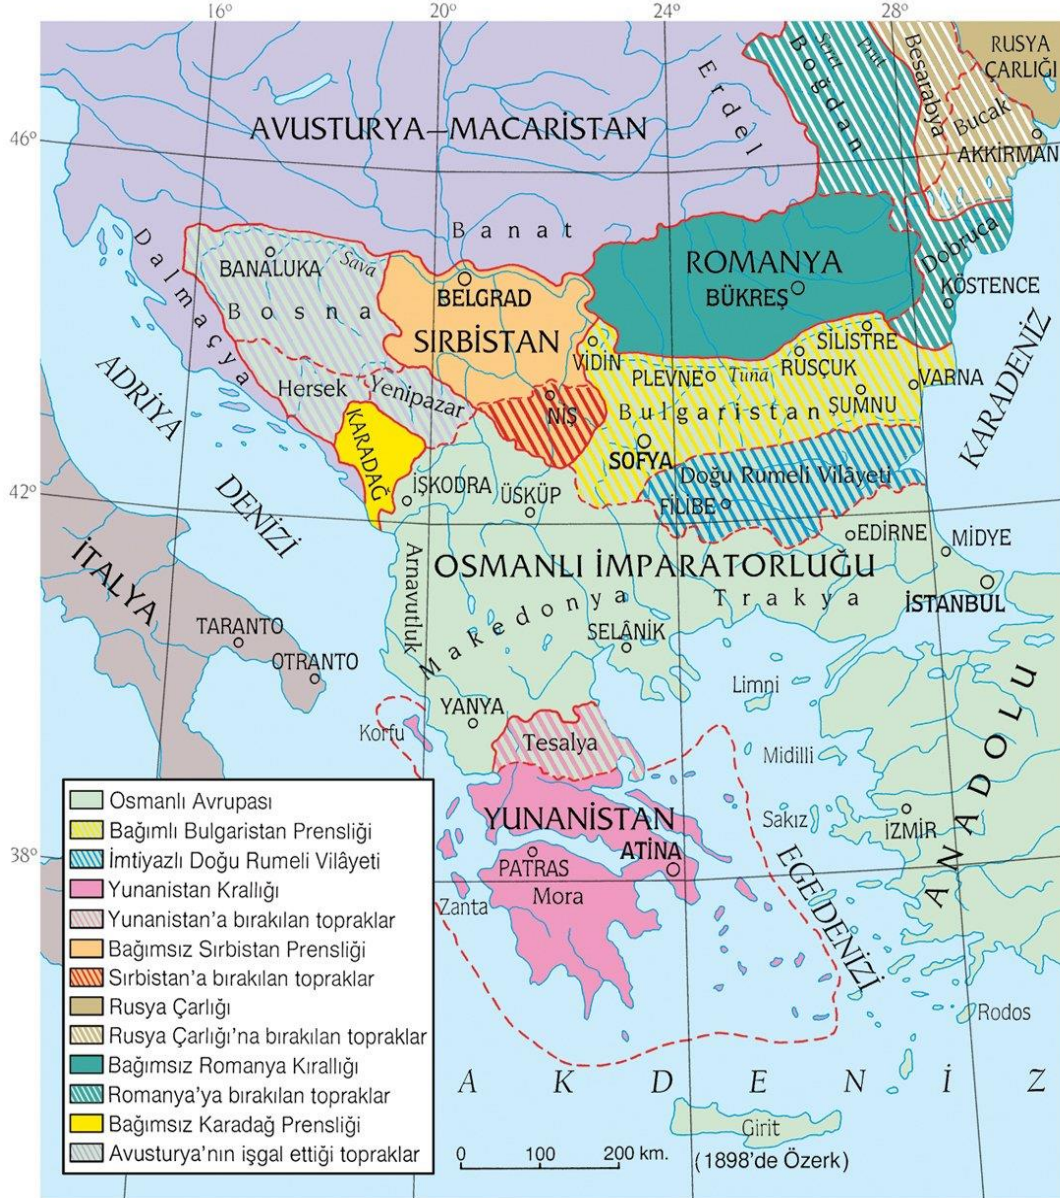 16°
20°
24°
28°
46°
42°
38°
RUSYA
ÇARLIĞI
Boğdan
Seret
Prut
Besarabya
Bucak
AKKİRMAN
Erdel
AVUSTURYA–MACARİSTAN
Banat
Dalmaçya
BANALUKA
Sava
Bosna
BELGRAD
SIRBİSTAN
ROMANYA
BÜKREŞ
Dobruca
KÖSTENCE
VİDİN
SİLİSTRE
RUSÇUK
PLEVNE
Tuna
VARNA
ŞUMNU
Bulgaristan
SOFYA
Hersek
Yenipazar
NİŞ
KARADAĞ
ADRİYA
DENİZİ
KARADENİZ
Doğu Rumeli Vilâyeti
FİLİBE
İŞKODRA
ÜSKÜP
EDİRNE
MİDYE
İTALYA
Arnavutluk
OSMANLI İMPARATORLUĞU
Makedonya
Trakya
İSTANBUL
TARANTO
OTRANTO
SELÂNİK
Limni
YANYA
Korfu
Tesalya
Midilli
ANADOLU
YUNANİSTAN
ATİNA
PATRAS
Mora
Zanta
Sakız
İZMİR
EGE DENİZİ
Rodos
AKDENİZ
Girit
(1898'de Özerk)
0 100 200 km.
Osmanlı Avrupası
Bağımlı Bulgaristan Prensliği
İmtiyazlı Doğu Rumeli Vilâyeti
Yunanistan Krallığı
Yunanistan'a bırakılan topraklar
Bağımsız Sırbistan Prensliği
Sırbistan'a bırakılan topraklar
Rusya Çarlığı
Rusya Çarlığı'na bırakılan topraklar
Bağımsız Romanya Kırallığı
Romanya'ya bırakılan topraklar
Bağımsız Karadağ Prensliği
Avusturya'nın işgal ettiği topraklar